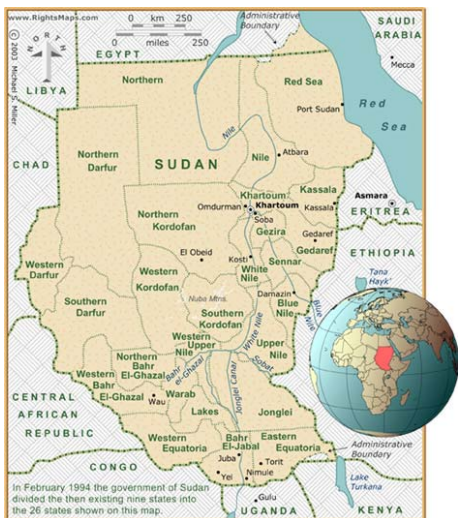 www.RightsMaps.com
© 2003 Michael S. Miller
NORTH
0 km 230
0 miles 250
Administrative
Boundary
SAUDI
ARABIA
EGYPT
LIBYA
Northern
Red Sea
Mecca
Port Sudan
Red
Sea
CHAD
Northern
Darfur
SUDAN
Nile
Nile
Atbara
Khartoum
Kassala
Omdurman
Khartoum
Soba
Kassala
Asmara
ERITREA
Northern
Kordofan
Gezira
Gedaref
Gedaref
El Obeid
Kosti
Sennar
ETHIOPIA
Western
Darfur
Western
Kordofan
White
Nile
Tana
Hayk'
Southern
Darfur
Nuba Mtns.
Damazin
Blue
Nile
Blue
Nile
Southern
Kordofan
White Nile
Western
Upper
Nile
Upper
Nile
Northern
Bahr
El-Ghazal
Bahr
el-Ghazal
Sobat
Western
Bahr
El-Ghazal
Warab
Wau
Jonglei Canal
CENTRAL
AFRICAN
REPUBLIC
Lakes
Jonglei
Western
Equatoria
Bahr
El-Jabal
Eastern
Equatoria
Administrative
Boundary
CONGO
Juba
Torit
Yei
Nimule
Lake
Turkana
Gulu
UGANDA
KENYA
In February 1994 the government of Sudan
divided the then existing nine states into
the 26 states shown on this map.